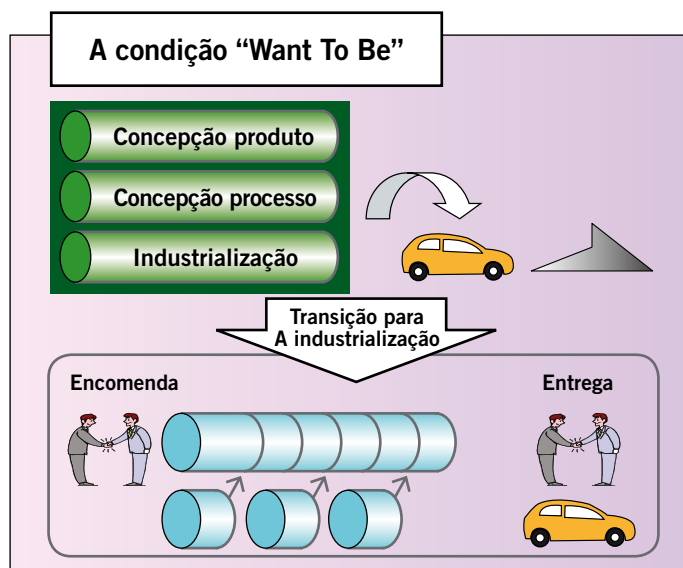 A condição “Want To Be”
Concepção produto
Concepção processo
Industrialização
Transição para
A industrialização
Encomenda
Entrega